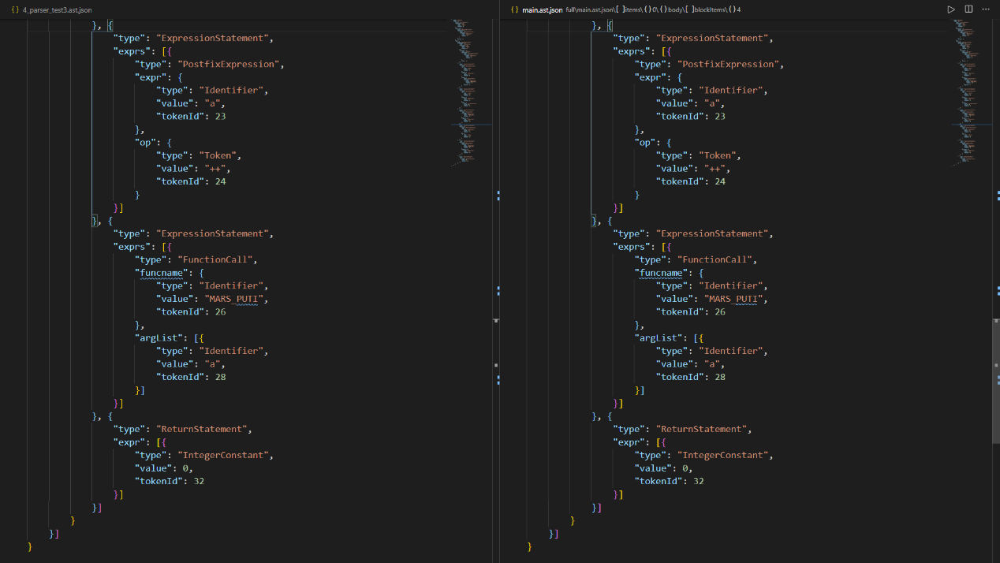 {} 4_parser_test3.ast.json
}, {
"type": "ExpressionStatement",
"exprs": [{
"type": "PostfixExpression",
"expr": {
"type": "Identifier",
"value": "a",
"tokenId": 23
},
"op": {
"type": "Token",
"value": "++",
"tokenId": 24
}
}]
}, {
"type": "ExpressionStatement",
"exprs": [{
"type": "FunctionCall",
"funcname": {
"type": "Identifier",
"value": "MARS_PUTI",
"tokenId": 26
},
"argList": [{
"type": "Identifier",
"value": "a",
"tokenId": 28
}]
}]
}, {
"type": "ReturnStatement",
"expr": [{
"type": "IntegerConstant",
"value": 0,
"tokenId": 32
}]
}]
}
}]
}
{} main.ast.json full\main.ast.json\[ ]items\{}0\{}body\[ ]blockItems\{}4
}, {
"type": "ExpressionStatement",
"exprs": [{
"type": "PostfixExpression",
"expr": {
"type": "Identifier",
"value": "a",
"tokenId": 23
},
"op": {
"type": "Token",
"value": "++",
"tokenId": 24
}
}]
}, {
"type": "ExpressionStatement",
"exprs": [{
"type": "FunctionCall",
"funcname": {
"type": "Identifier",
"value": "MARS_PUTI",
"tokenId": 26
},
"argList": [{
"type": "Identifier",
"value": "a",
"tokenId": 28
}]
}]
}, {
"type": "ReturnStatement",
"expr": [{
"type": "IntegerConstant",
"value": 0,
"tokenId": 32
}]
}]
}
}]
}